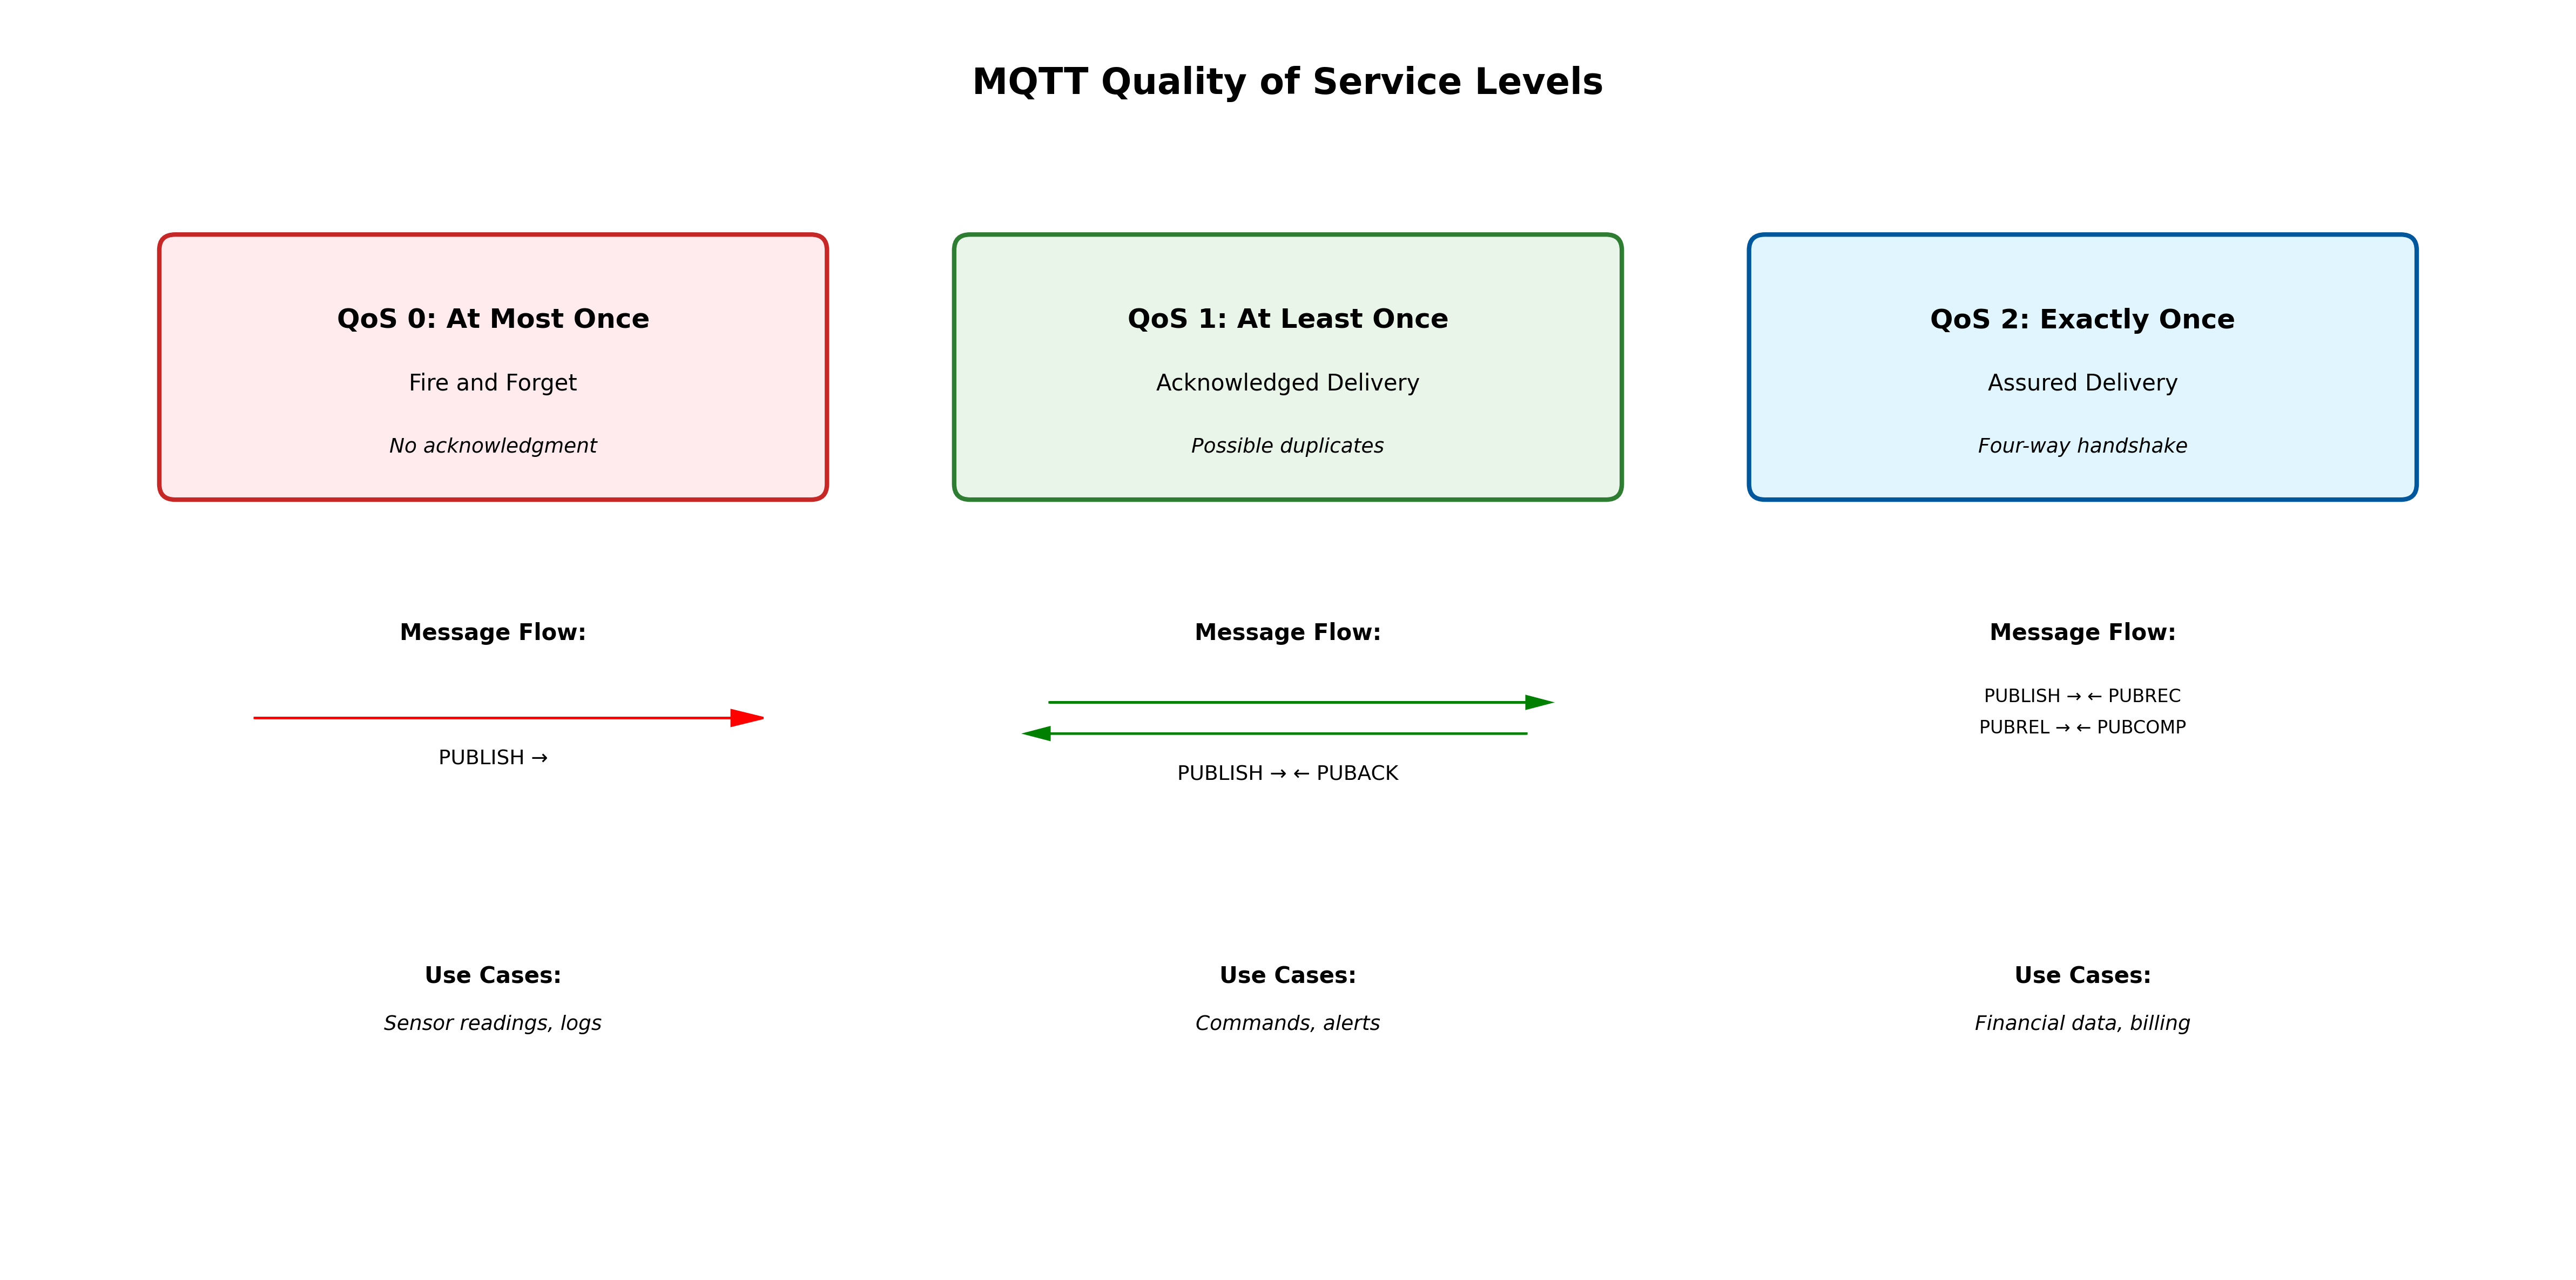 MQTT Quality of Service Levels
QoS 0: At Most Once
Fire and Forget
No acknowledgment
Message Flow:
PUBLISH →
Use Cases:
Sensor readings, logs
QoS 1: At Least Once
Acknowledged Delivery
Possible duplicates
Message Flow:
PUBLISH → ← PUBACK
Use Cases:
Commands, alerts
QoS 2: Exactly Once
Assured Delivery
Four-way handshake
Message Flow:
PUBLISH → ← PUBREC
PUBREL → ← PUBCOMP
Use Cases:
Financial data, billing